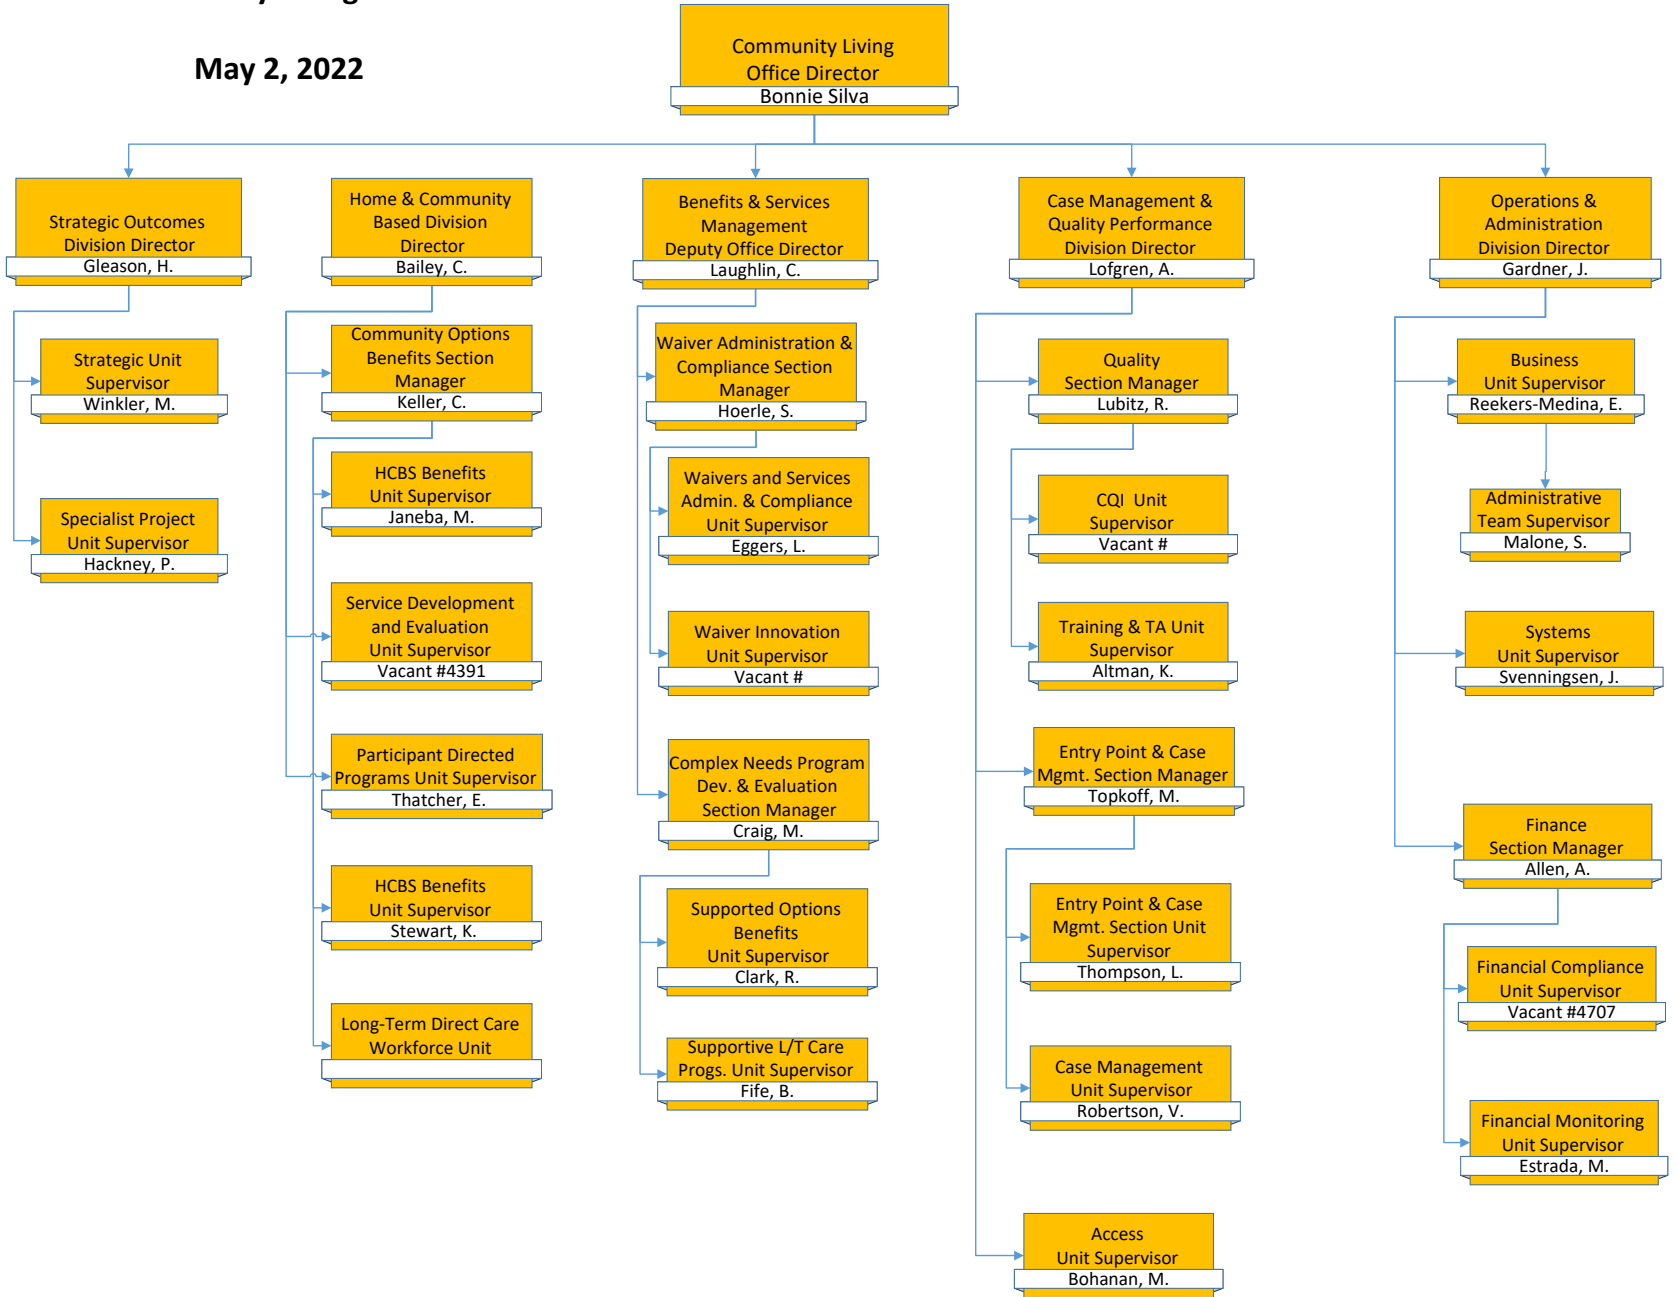 May 2, 2022
Community Living
Office Director
Bonnie Silva
Strategic Outcomes
Division Director
Gleason, H.
Strategic Unit
Supervisor
Winkler, M.
Specialist Project
Unit Supervisor
Hackney, P.
Home & Community
Based Division
Director
Bailey, C.
Community Options
Benefits Section
Manager
Keller, C.
HCBS Benefits
Unit Supervisor
Janeba, M.
Service Development
and Evaluation
Unit Supervisor
Vacant #4391
Participant Directed
Programs Unit Supervisor
Thatcher, E.
HCBS Benefits
Unit Supervisor
Stewart, K.
Long-Term Direct Care
Workforce Unit
Benefits & Services
Management
Deputy Office Director
Laughlin, C.
Waiver Administration &
Compliance Section
Manager
Hoerle, S.
Waivers and Services
Admin. & Compliance
Unit Supervisor
Eggers, L.
Waiver Innovation
Unit Supervisor
Vacant #
Complex Needs Program
Dev. & Evaluation
Section Manager
Craig, M.
Supported Options
Benefits
Unit Supervisor
Clark, R.
Supportive L/T Care
Progs. Unit Supervisor
Fife, B.
Case Management &
Quality Performance
Division Director
Lofgren, A.
Quality
Section Manager
Lubitz, R.
CQI Unit
Supervisor
Vacant #
Training & TA Unit
Supervisor
Altman, K.
Entry Point & Case
Mgmt. Section Manager
Topkoff, M.
Entry Point & Case
Mgmt. Section Unit
Supervisor
Thompson, L.
Case Management
Unit Supervisor
Robertson, V.
Access
Unit Supervisor
Bohanan, M.
Operations &
Administration
Division Director
Gardner, J.
Business
Unit Supervisor
Reekers-Medina, E.
Administrative
Team Supervisor
Malone, S.
Systems
Unit Supervisor
Svenningsen, J.
Finance
Section Manager
Allen, A.
Financial Compliance
Unit Supervisor
Vacant #4707
Financial Monitoring
Unit Supervisor
Estrada, M.